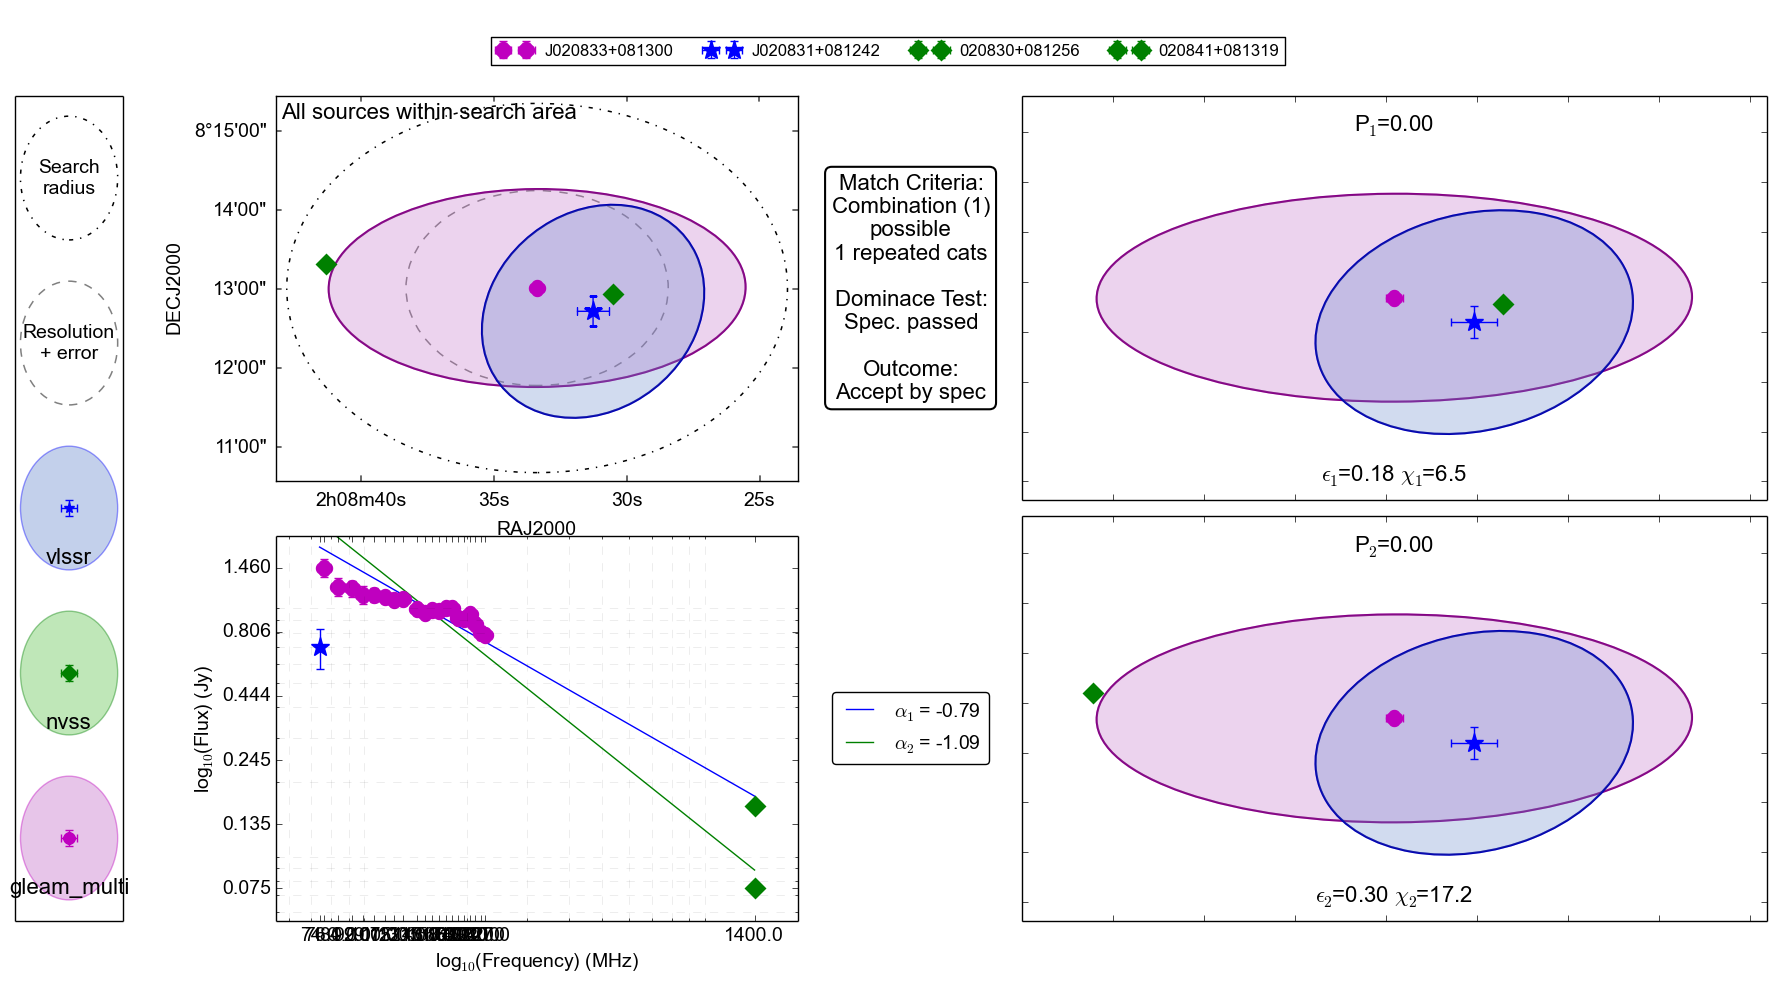 J020833+081300 J020831+081242 020830+081256 020841+081319
Search
radius
Resolution
+ error
vlssr
nvss
gleam_multi
All sources within search area
DECJ2000
8°15'00"
14'00"
13'00"
12'00"
11'00"
2h08m40s 35s 30s 25s
RAJ2000
Match Criteria:
Combination (1)
possible
1 repeated cats
Dominace Test:
Spec. passed
Outcome:
Accept by spec
P1=0.00
ϵ1=0.18 χ1=6.5
log10(Flux) (Jy)
1.460
0.806
0.444
0.245
0.135
0.075
1400.0
log10(Frequency) (MHz)
α1 = -0.79
α2 = -1.09
P2=0.00
ϵ2=0.30 χ2=17.2